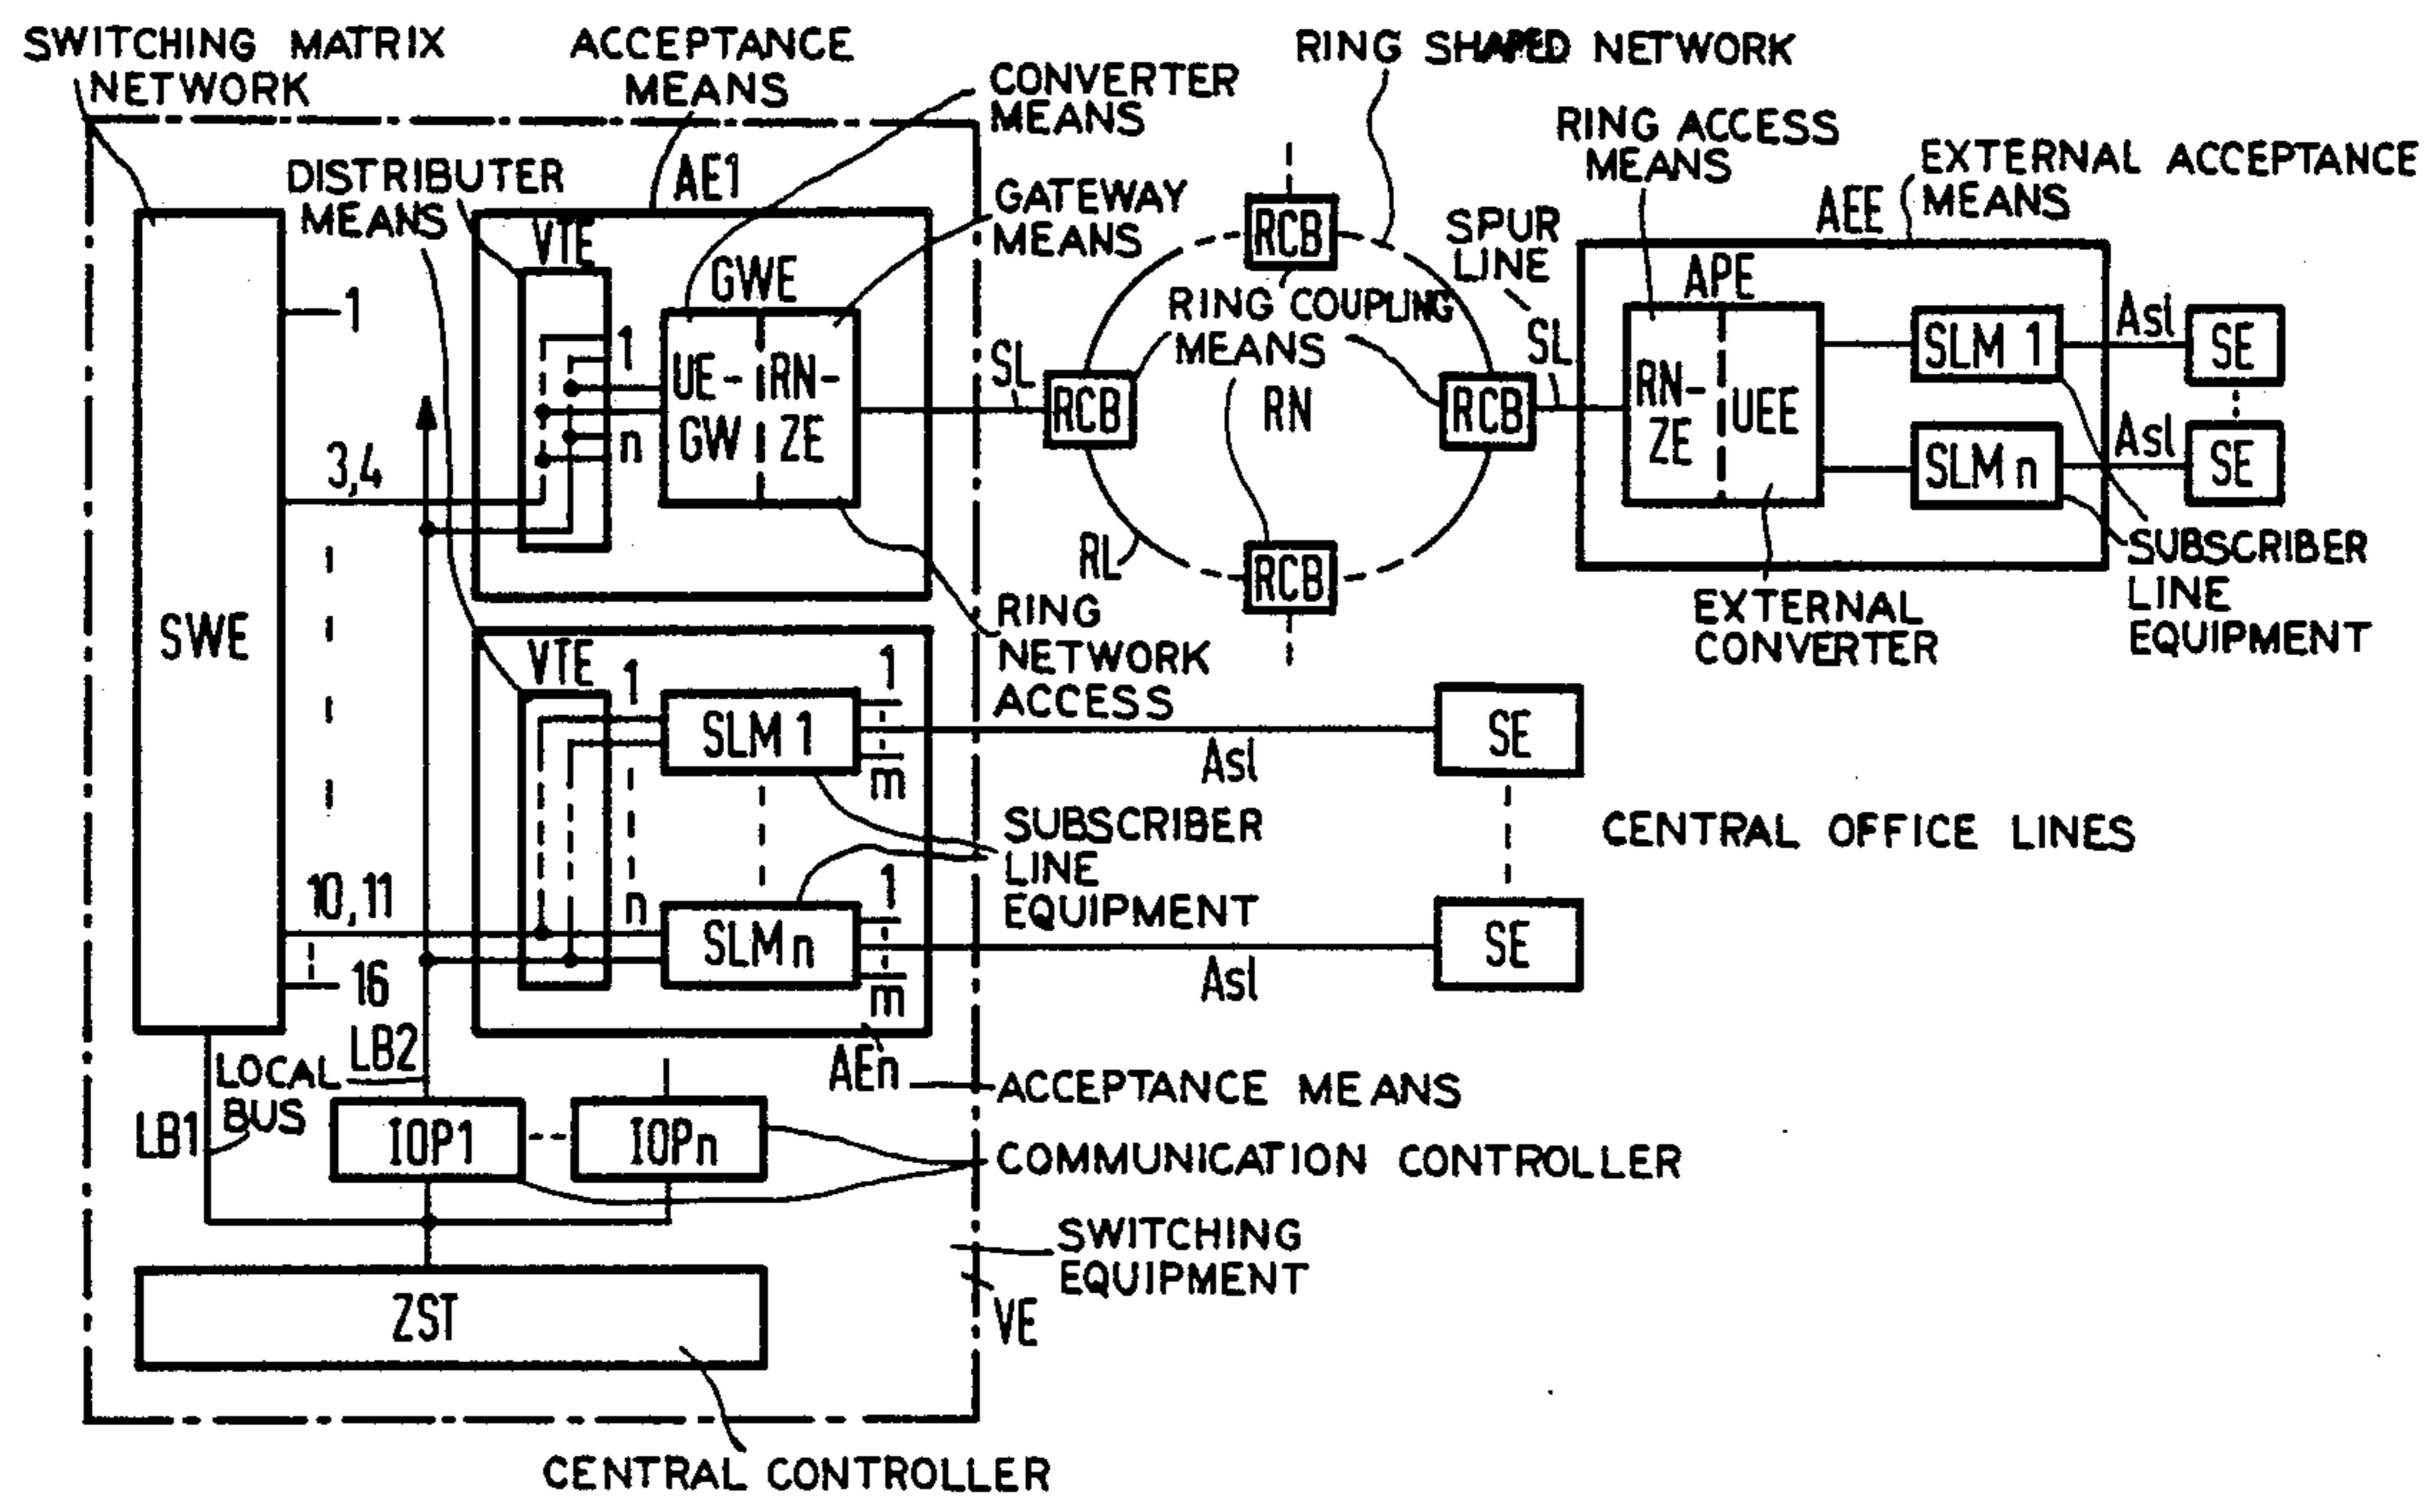 SWITCHING MATRIX
NETWORK
ACCEPTANCE
MEANS
CONVERTER
MEANS
RING SHAPED NETWORK
RING ACCESS
MEANS
EXTERNAL ACCEPTANCE
MEANS
DISTRIBUTER
MEANS
AE1
GATEWAY
MEANS
SPUR
LINE
AEE
VTE
GWE
RCB
RING COUPLING
MEANS
APE
1
1
n
UE-
GW
RN-
ZE
SL
RCB
RN
RCB
SL
RN-
ZE
UEE
SLM 1
Asl
SE
SLM n
Asl
SE
3,4
RL
RCB
SUBSCRIBER
LINE
EQUIPMENT
EXTERNAL
CONVERTER
RING
NETWORK
ACCESS
SWE
VTE
1
SLM 1
1
m
Asl
SE
SUBSCRIBER
LINE
EQUIPMENT
CENTRAL OFFICE LINES
10,11
n
SLM n
1
m
Asl
SE
16
LB2
LOCAL
BUS
LB1
AEn
ACCEPTANCE MEANS
IOP1
IOPn
COMMUNICATION CONTROLLER
SWITCHING
EQUIPMENT
VE
ZST
CENTRAL CONTROLLER